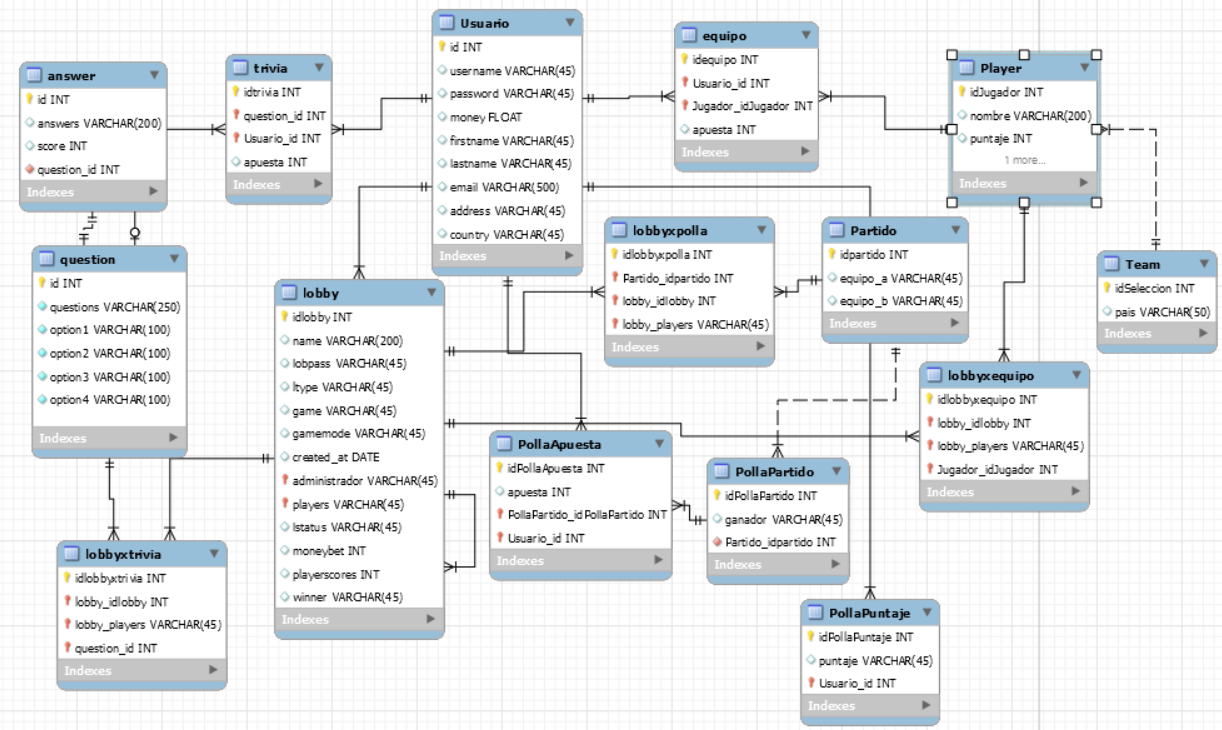 answer
id INT
answers VARCHAR(200)
score INT
question_id INT
Indexes
trivia
idtrivia INT
question_id INT
Usuario_id INT
apuesta INT
Indexes
Usuario
id INT
username VARCHAR(45)
password VARCHAR(45)
money FLOAT
firstname VARCHAR(45)
lastname VARCHAR(45)
email VARCHAR(500)
address VARCHAR(45)
country VARCHAR(45)
Indexes
equipo
idequipo INT
Usuario_id INT
Jugador_idJugador INT
apuesta INT
Indexes
Player
idJugador INT
nombre VARCHAR(200)
puntaje INT
1 more...
Indexes
question
id INT
questions VARCHAR(250)
option1 VARCHAR(100)
option2 VARCHAR(100)
option3 VARCHAR(100)
option4 VARCHAR(100)
Indexes
lobby
idlobby INT
name VARCHAR(200)
lobpass VARCHAR(45)
ltype VARCHAR(45)
game VARCHAR(45)
gamemode VARCHAR(45)
created_at DATE
administrador VARCHAR(45)
players VARCHAR(45)
lstatus VARCHAR(45)
moneybet INT
playerscores INT
winner VARCHAR(45)
Indexes
lobbyxpolla
idlobbyxpolla INT
Partido_idpartido INT
lobby_idlobby INT
lobby_players VARCHAR(45)
Indexes
Partido
idpartido INT
equipo_a VARCHAR(45)
equipo_b VARCHAR(45)
Indexes
Team
idSeleccion INT
pais VARCHAR(50)
Indexes
lobbyxequipo
idlobbyxequipo INT
lobby_idlobby INT
lobby_players VARCHAR(45)
Jugador_idJugador INT
Indexes
PollaApuesta
idPollaApuesta INT
apuesta INT
PollaPartido_idPollaPartido INT
Usuario_id INT
Indexes
PollaPartido
idPollaPartido INT
ganador VARCHAR(45)
Partido_idpartido INT
Indexes
lobbyxtrivia
idlobbyxtrivia INT
lobby_idlobby INT
lobby_players VARCHAR(45)
question_id INT
Indexes
PollaPuntaje
idPollaPuntaje INT
puntaje VARCHAR(45)
Usuario_id INT
Indexes